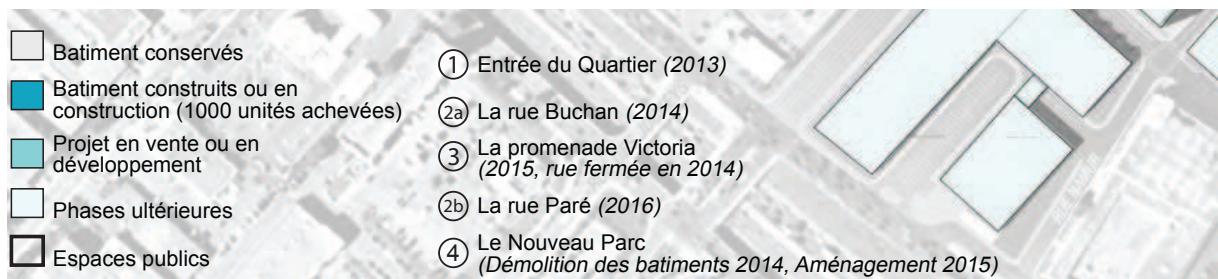 Batiment conservés
Batiment construits ou en
construction (1000 unités achevées)
Projet en vente ou en
développement
Phases ultérieures
Espaces publics
1 Entrée du Quartier (2013)
2a La rue Buchan (2014)
3 La promenade Victoria
(2015, rue fermée en 2014)
2b La rue Paré (2016)
4 Le Nouveau Parc
(Démolition des batiments 2014, Aménagement 2015)